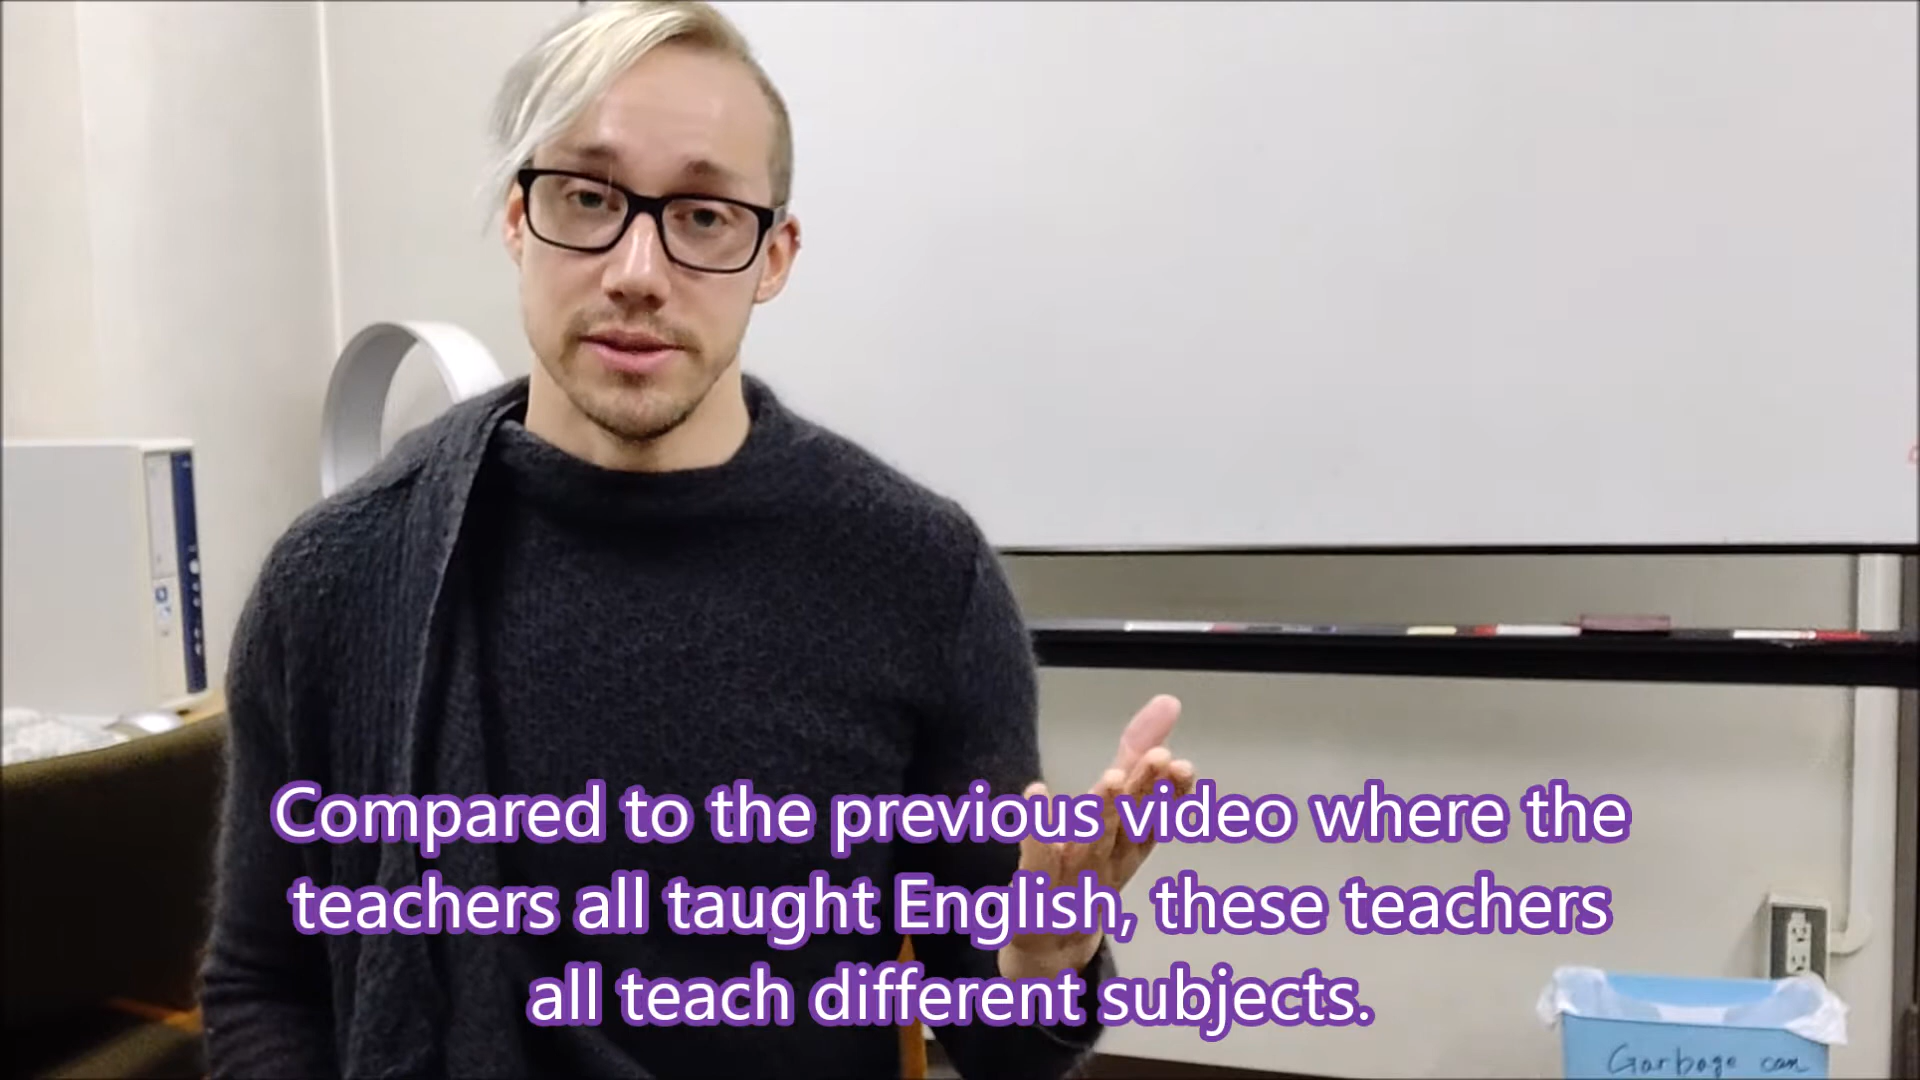 Compared to the previous video where the
teachers all taught English, these teachers
all teach different subjects.
Garbage can